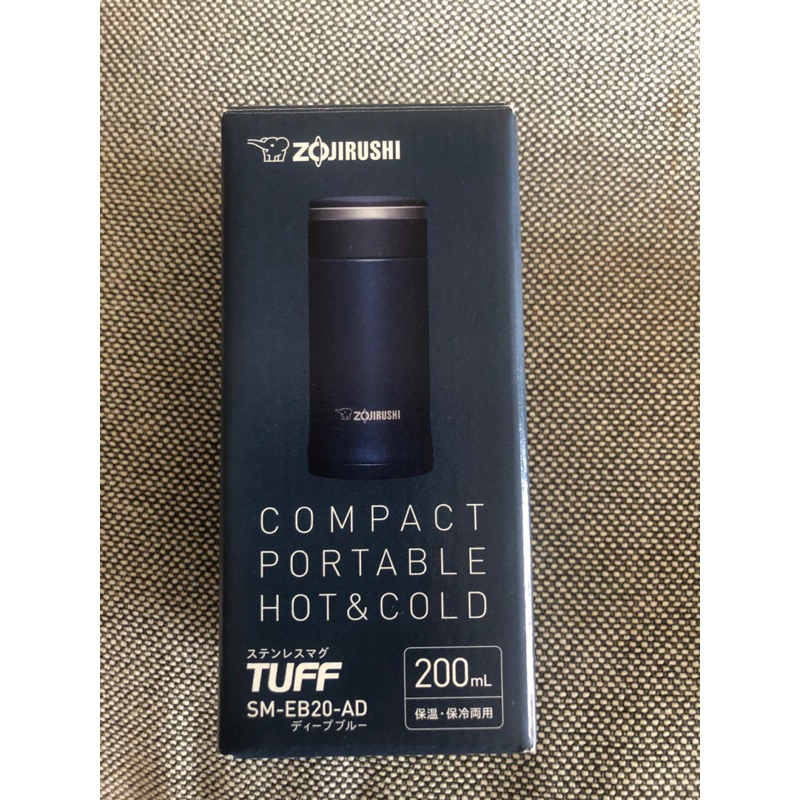 ZOJIRUSHI
ZOJIRUSHI
COMPACT
PORTABLE
HOT&COLD
ステンレスマグ
TUFF
SM-EB20-AD
ディープブルー
200mL
保温・保冷両用